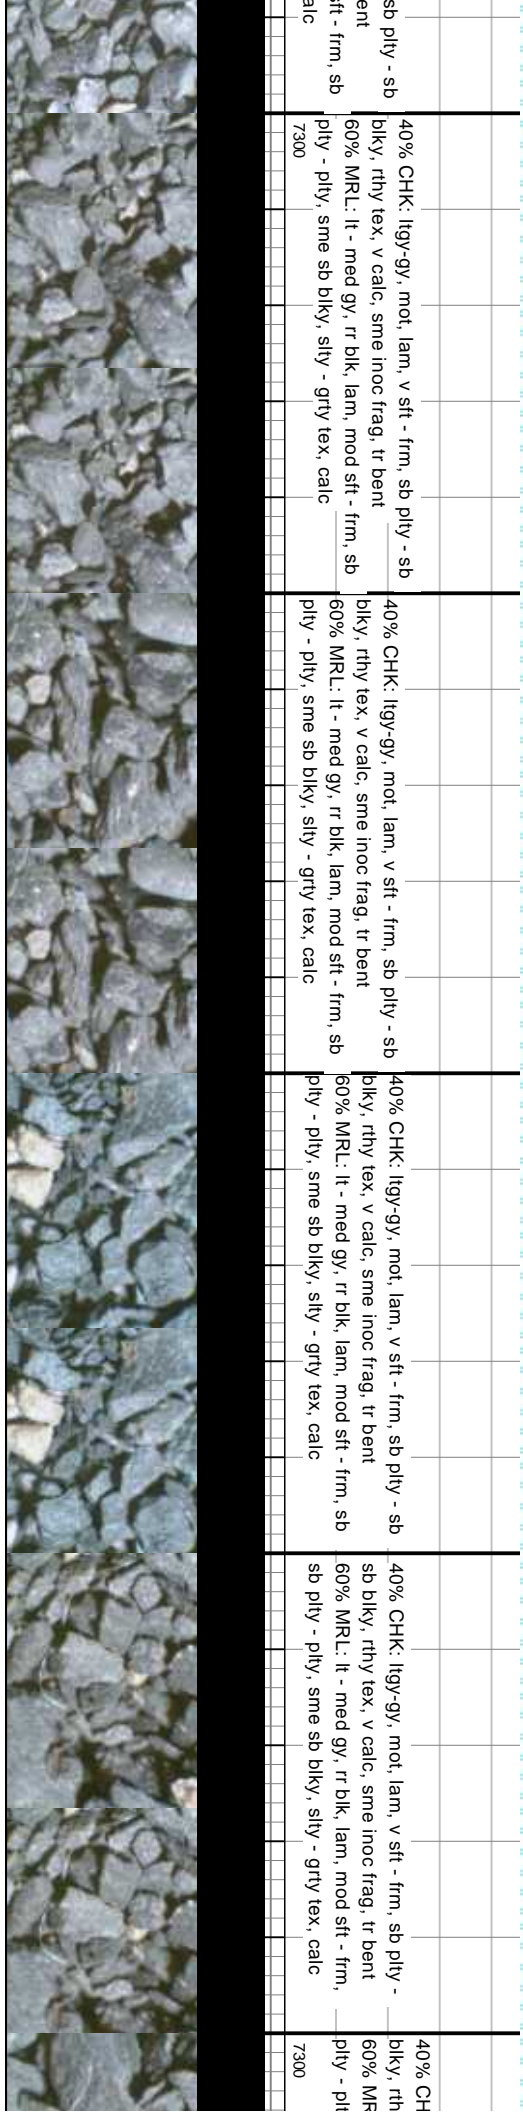 sb plty - sb
ent
sft - frm, sb
alc
40% CHK: ltgy-gy, mot, lam, v sft - frm, sb plty - sb
blky, rthy tex, v calc, sme inoc frag, tr bent
60% MRL: lt - med gy, rr blk, lam, mod sft - frm, sb
plty - plty, sme sb blky, slty - grty tex, calc
7300
40% CHK: ltgy-gy, mot, lam, v sft - frm, sb plty - sb
blky, rthy tex, v calc, sme inoc frag, tr bent
60% MRL: lt - med gy, rr blk, lam, mod sft - frm, sb
plty - plty, sme sb blky, slty - grty tex, calc
40% CHK: ltgy-gy, mot, lam, v sft - frm, sb plty - sb
blky, rthy tex, v calc, sme inoc frag, tr bent
60% MRL: lt - med gy, rr blk, lam, mod sft - frm, sb
plty - plty, sme sb blky, slty - grty tex, calc
40% CHK: ltgy-gy, mot, lam, v sft - frm, sb plty -
sb blky, rthy tex, v calc, sme inoc frag, tr bent
60% MRL: lt - med gy, rr blk, lam, mod sft - frm,
sb plty - plty, sme sb blky, slty - grty tex, calc
40% CH
blky, rth
60% MR
plty - plt
7300